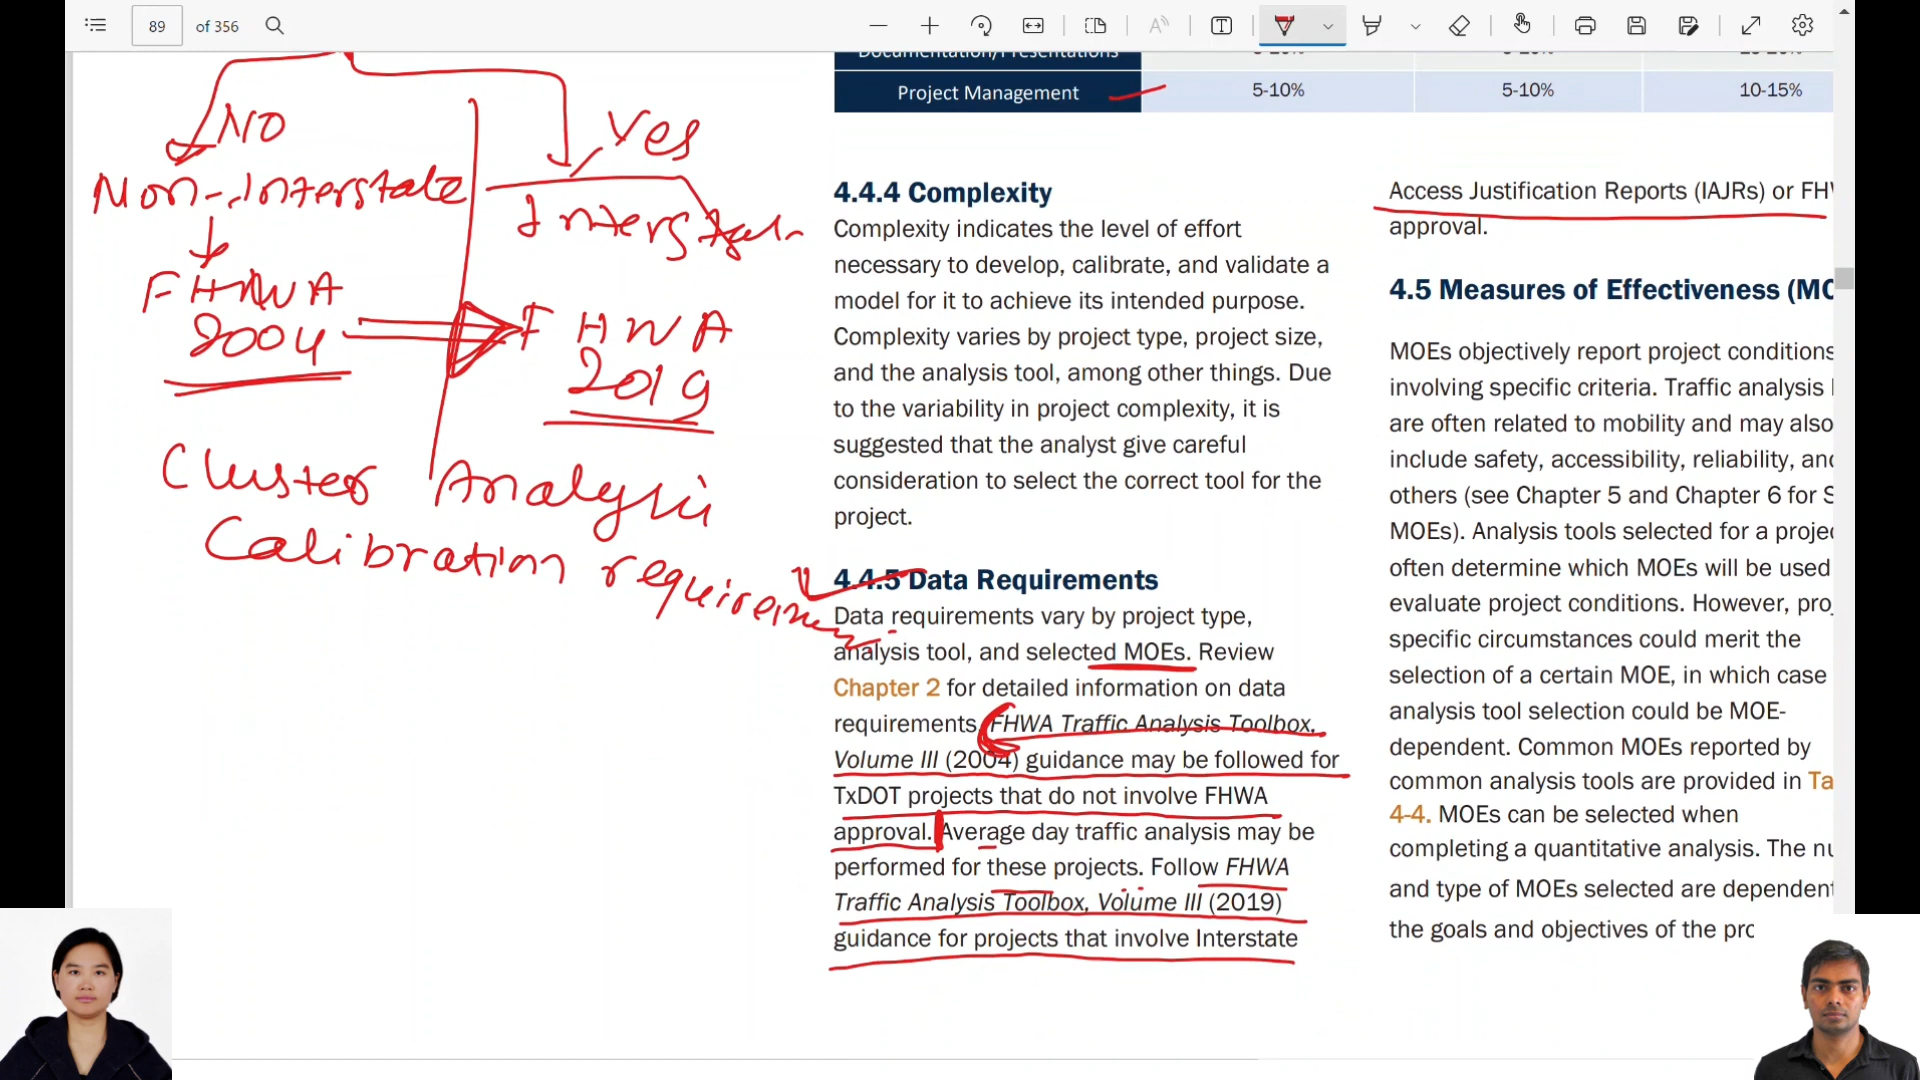 89 of 356
NO
Yes
Non-Interstate
FHWA
2004
FHWA
2019
Cluster Analysis
Calibration
Documentation/Presentations
Project Management 5-10% 5-10% 10-15%
4.4.4 Complexity
Complexity indicates the level of effort
necessary to develop, calibrate, and validate a
model for it to achieve its intended purpose.
Complexity varies by project type, project size,
and the analysis tool, among other things. Due
to the variability in project complexity, it is
suggested that the analyst give careful
consideration to select the correct tool for the
project.
4.4.5 Data Requirements
Data requirements vary by project type,
analysis tool, and selected MOEs. Review
Chapter 2 for detailed information on data
requirements. FHWA Traffic Analysis Toolbox,
Volume III (2004) guidance may be followed for
TxDOT projects that do not involve FHWA
approval. Average day traffic analysis may be
performed for these projects. Follow FHWA
Traffic Analysis Toolbox, Volume III (2019)
guidance for projects that involve Interstate
Access Justification Reports (IAJRs) or
approval.
4.5 Measures of Effectiveness
MOEs objectively report project conditions
involving specific criteria. Traffic analysis
are often related to mobility and may also
include safety, accessibility, reliability, and
others (see Chapter 5 and Chapter 6 for
MOEs). Analysis tools selected for a project
often determine which MOEs will be used
evaluate project conditions. However,
specific circumstances could merit the
selection of a certain MOE, in which case
analysis tool selection could be MOE-
dependent. Common MOEs reported by
common analysis tools are provided in
4-4. MOEs can be selected when
completing a quantitative analysis. The
and type of MOEs selected are dependent
the goals and objectives of the